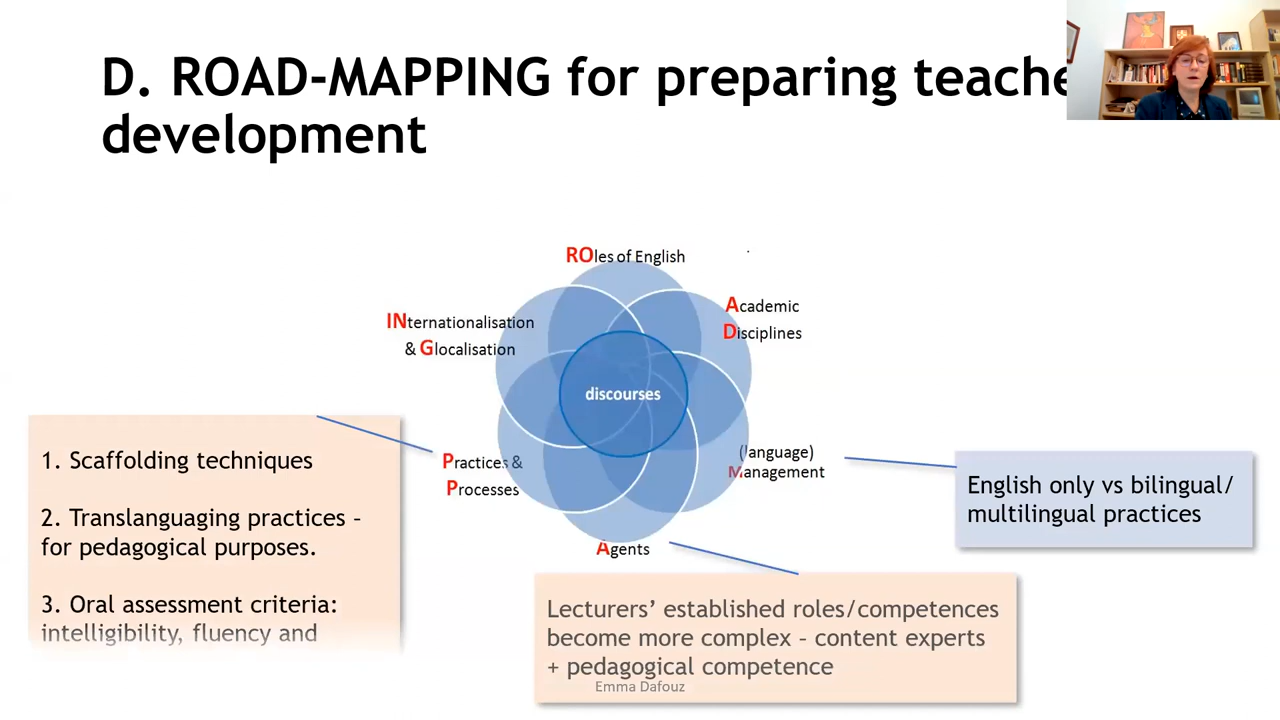 D. ROAD-MAPPING for preparing
development
ROles of English
Academic
Disciplines
INternationalisation
& Glocalisation
discourses
Practices &
Processes
(language)
Management
Agents
1. Scaffolding techniques
2. Translanguaging practices –
for pedagogical purposes.
3. Oral assessment criteria:
intelligibility, fluency and
English only vs bilingual/
multilingual practices
Lecturers’ established roles/competences
become more complex – content experts
+ pedagogical competence
Emma Dafouz